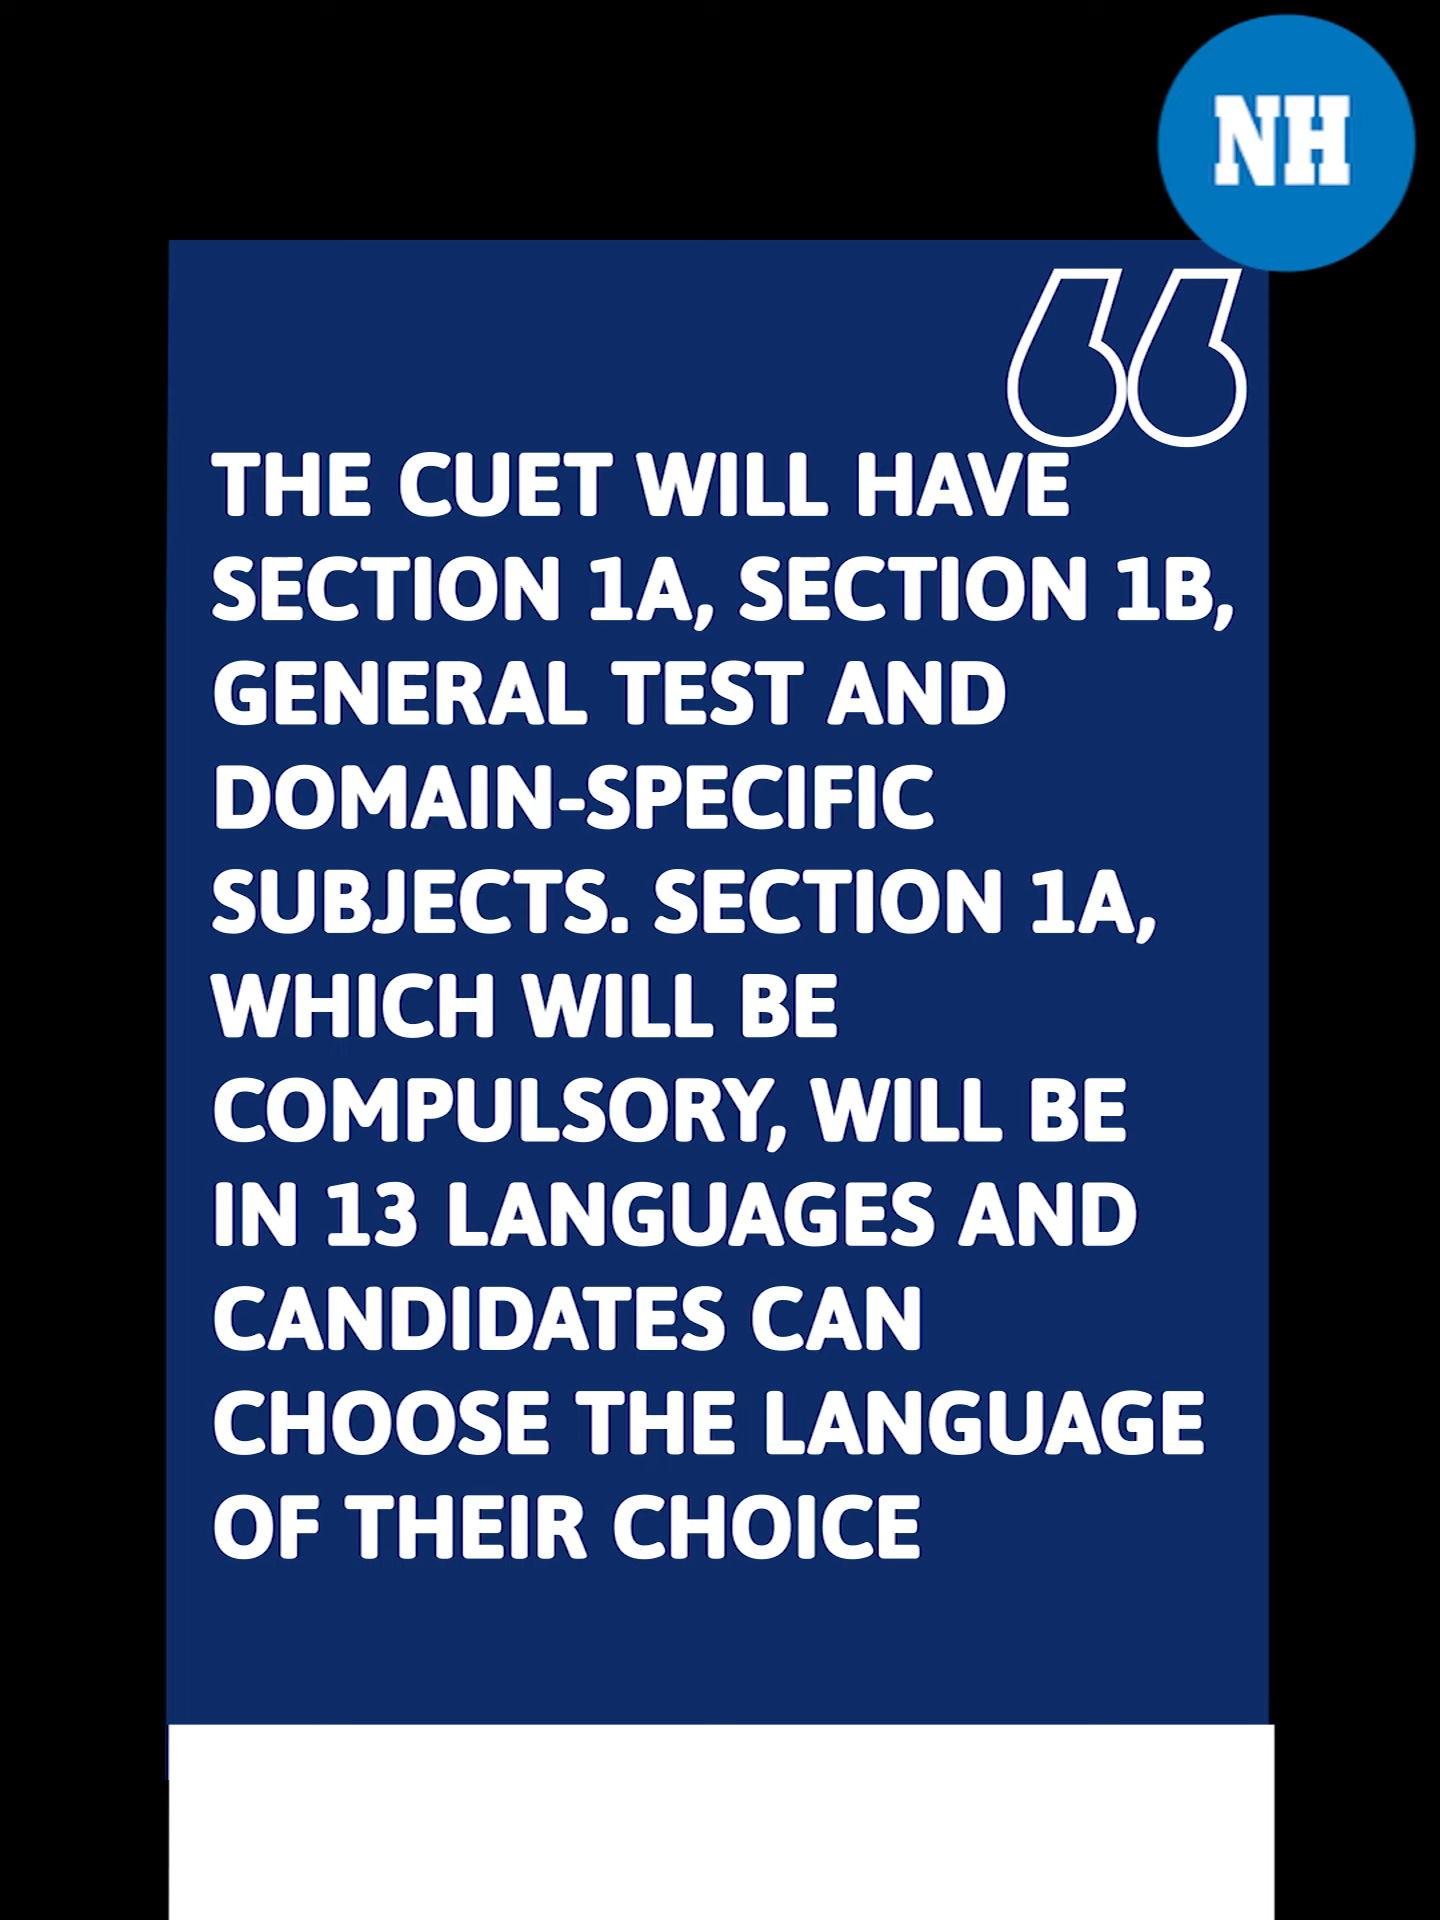 NH
THE CUET WILL HAVE
SECTION 1A, SECTION 1B,
GENERAL TEST AND
DOMAIN-SPECIFIC
SUBJECTS. SECTION 1A,
WHICH WILL BE
COMPULSORY, WILL BE
IN 13 LANGUAGES AND
CANDIDATES CAN
CHOOSE THE LANGUAGE
OF THEIR CHOICE